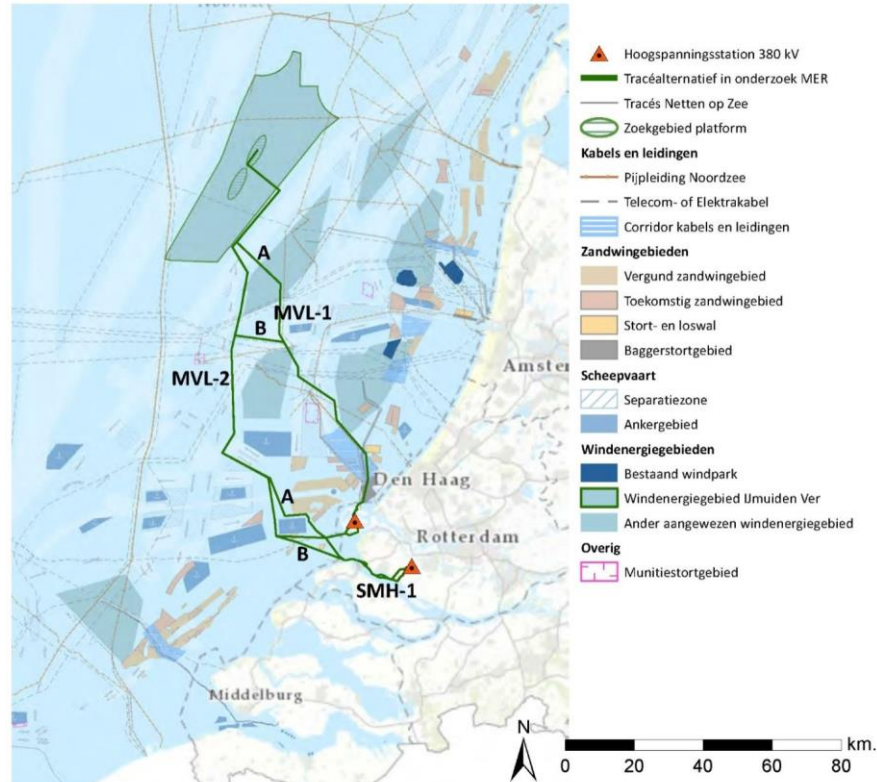 A
MVL-1
B
MVL-2
Amster
Den Haag
A
Rotterdam
B
SMH-1
Middelburg
Hoogspanningsstation 380 kV
Tracéalternatief in onderzoek MER
Tracés Netten op Zee
Zoekgebied platform
Kabels en leidingen
Pijpleiding Noordzee
Telecom- of Elektrakabel
Corridor kabels en leidingen
Zandwingebieden
Vergund zandwingebied
Toekomstig zandwingebied
Stort- en loswal
Baggerstortgebied
Scheepvaart
Separatiezone
Ankergebied
Windenergiegebieden
Bestaand windpark
Windenergiegebied IJmuiden Ver
Ander aangewezen windenergiegebied
Overig
Munitiestortgebied
N
km.
0 20 40 60 80